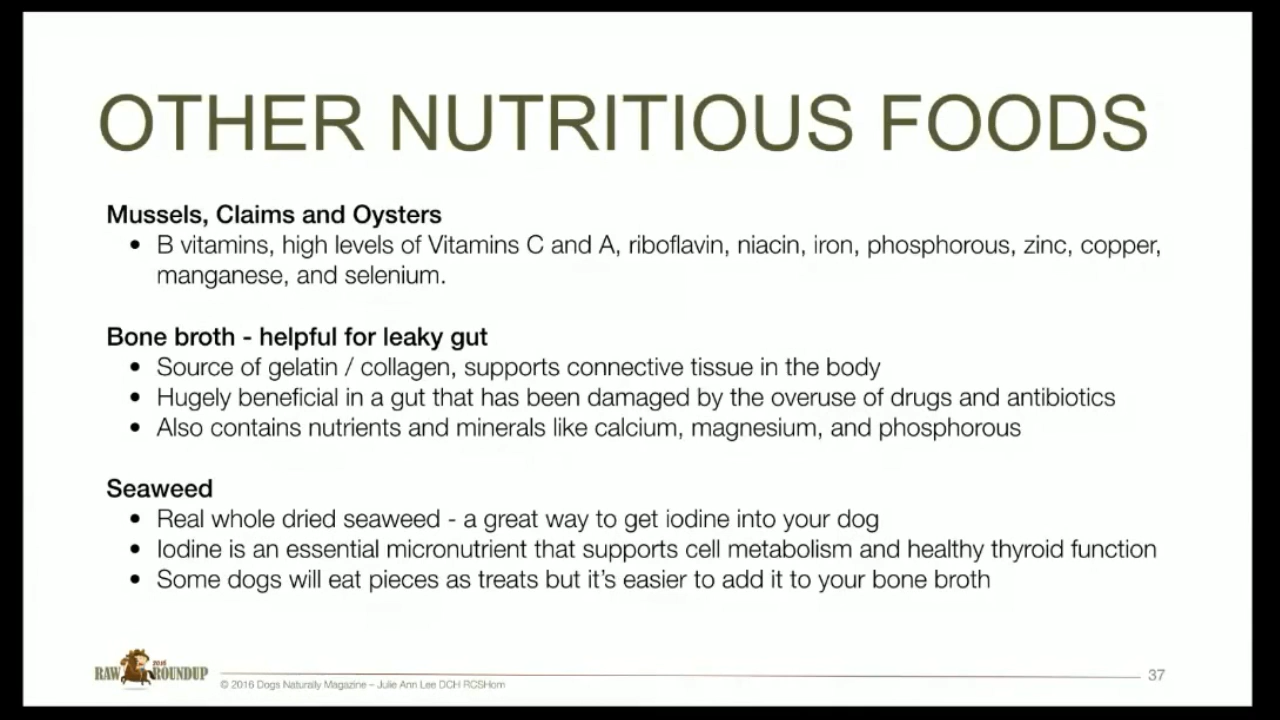 OTHER NUTRITIOUS FOODS
Mussels, Claims and Oysters
• B vitamins, high levels of Vitamins C and A, riboflavin, niacin, iron, phosphorous, zinc, copper,
manganese, and selenium.
Bone broth - helpful for leaky gut
• Source of gelatin / collagen, supports connective tissue in the body
• Hugely beneficial in a gut that has been damaged by the overuse of drugs and antibiotics
• Also contains nutrients and minerals like calcium, magnesium, and phosphorous
Seaweed
• Real whole dried seaweed - a great way to get iodine into your dog
• Iodine is an essential micronutrient that supports cell metabolism and healthy thyroid function
• Some dogs will eat pieces as treats but it's easier to add it to your bone broth
RAW 2016 ROUNDUP
© 2016 Dogs Naturally Magazine – Julie Ann Lee DCH RCSHom
37